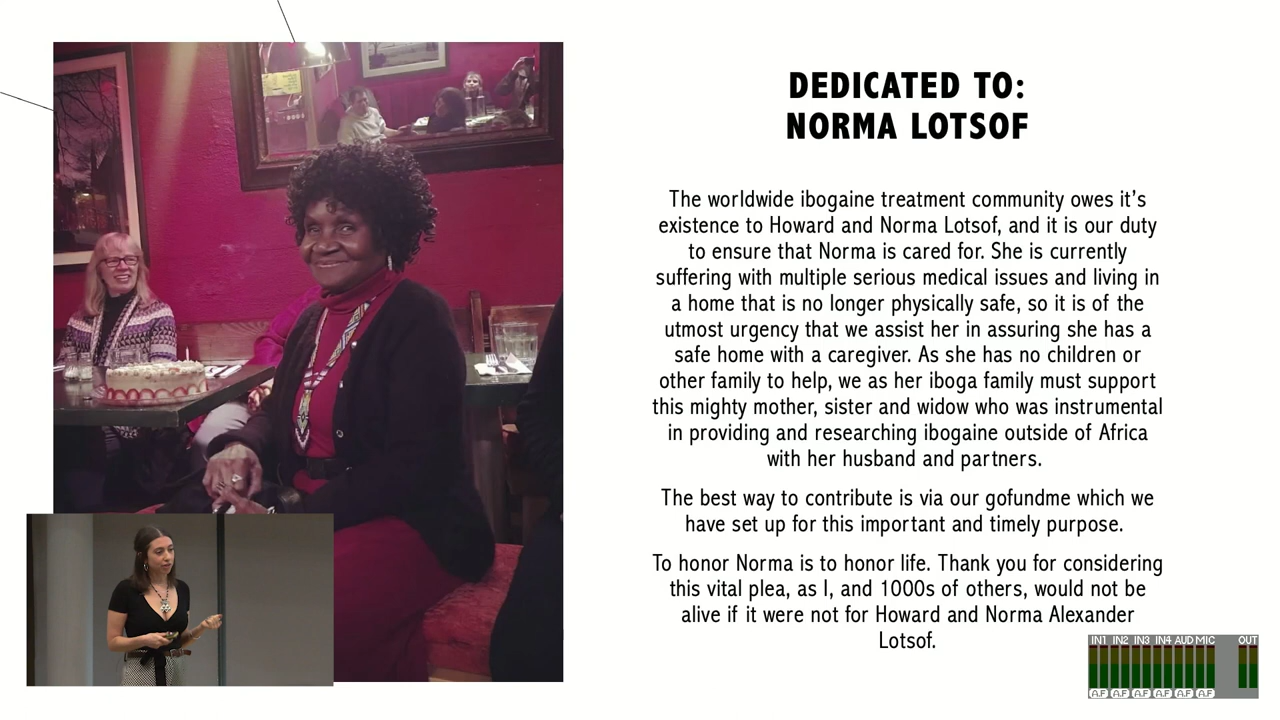 DEDICATED TO:
NORMA LOTSOF
The worldwide ibogaine treatment community owes it's
existence to Howard and Norma Lotsof, and it is our duty
to ensure that Norma is cared for. She is currently
suffering with multiple serious medical issues and living in
a home that is no longer physically safe, so it is of the
utmost urgency that we assist her in assuring she has a
safe home with a caregiver. As she has no children or
other family to help, we as her iboga family must support
this mighty mother, sister and widow who was instrumental
in providing and researching ibogaine outside of Africa
with her husband and partners.
The best way to contribute is via our gofundme which we
have set up for this important and timely purpose.
To honor Norma is to honor life. Thank you for considering
this vital plea, as I, and 1000s of others, would not be
alive if it were not for Howard and Norma Alexander
Lotsof.
IN1 IN2 IN3 IN4 AUD MIC OUT
AF AF AF AF AF AF